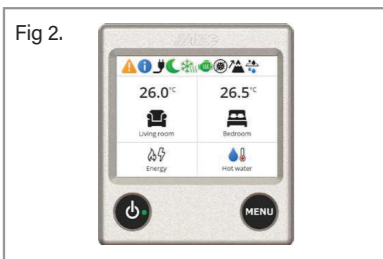 Fig 2.
26.0°C 26.5°C
Living room Bedroom
Energy Hot water
MENU